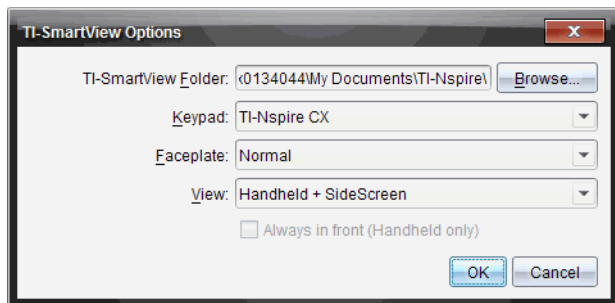 TI-SmartView Options
TI-SmartView Folder: 0134044\My Documents\TI-Nspire\ Browse...
Keypad: TI-Nspire CX
Faceplate: Normal
View: Handheld + SideScreen
Always in front (Handheld only)
OK Cancel